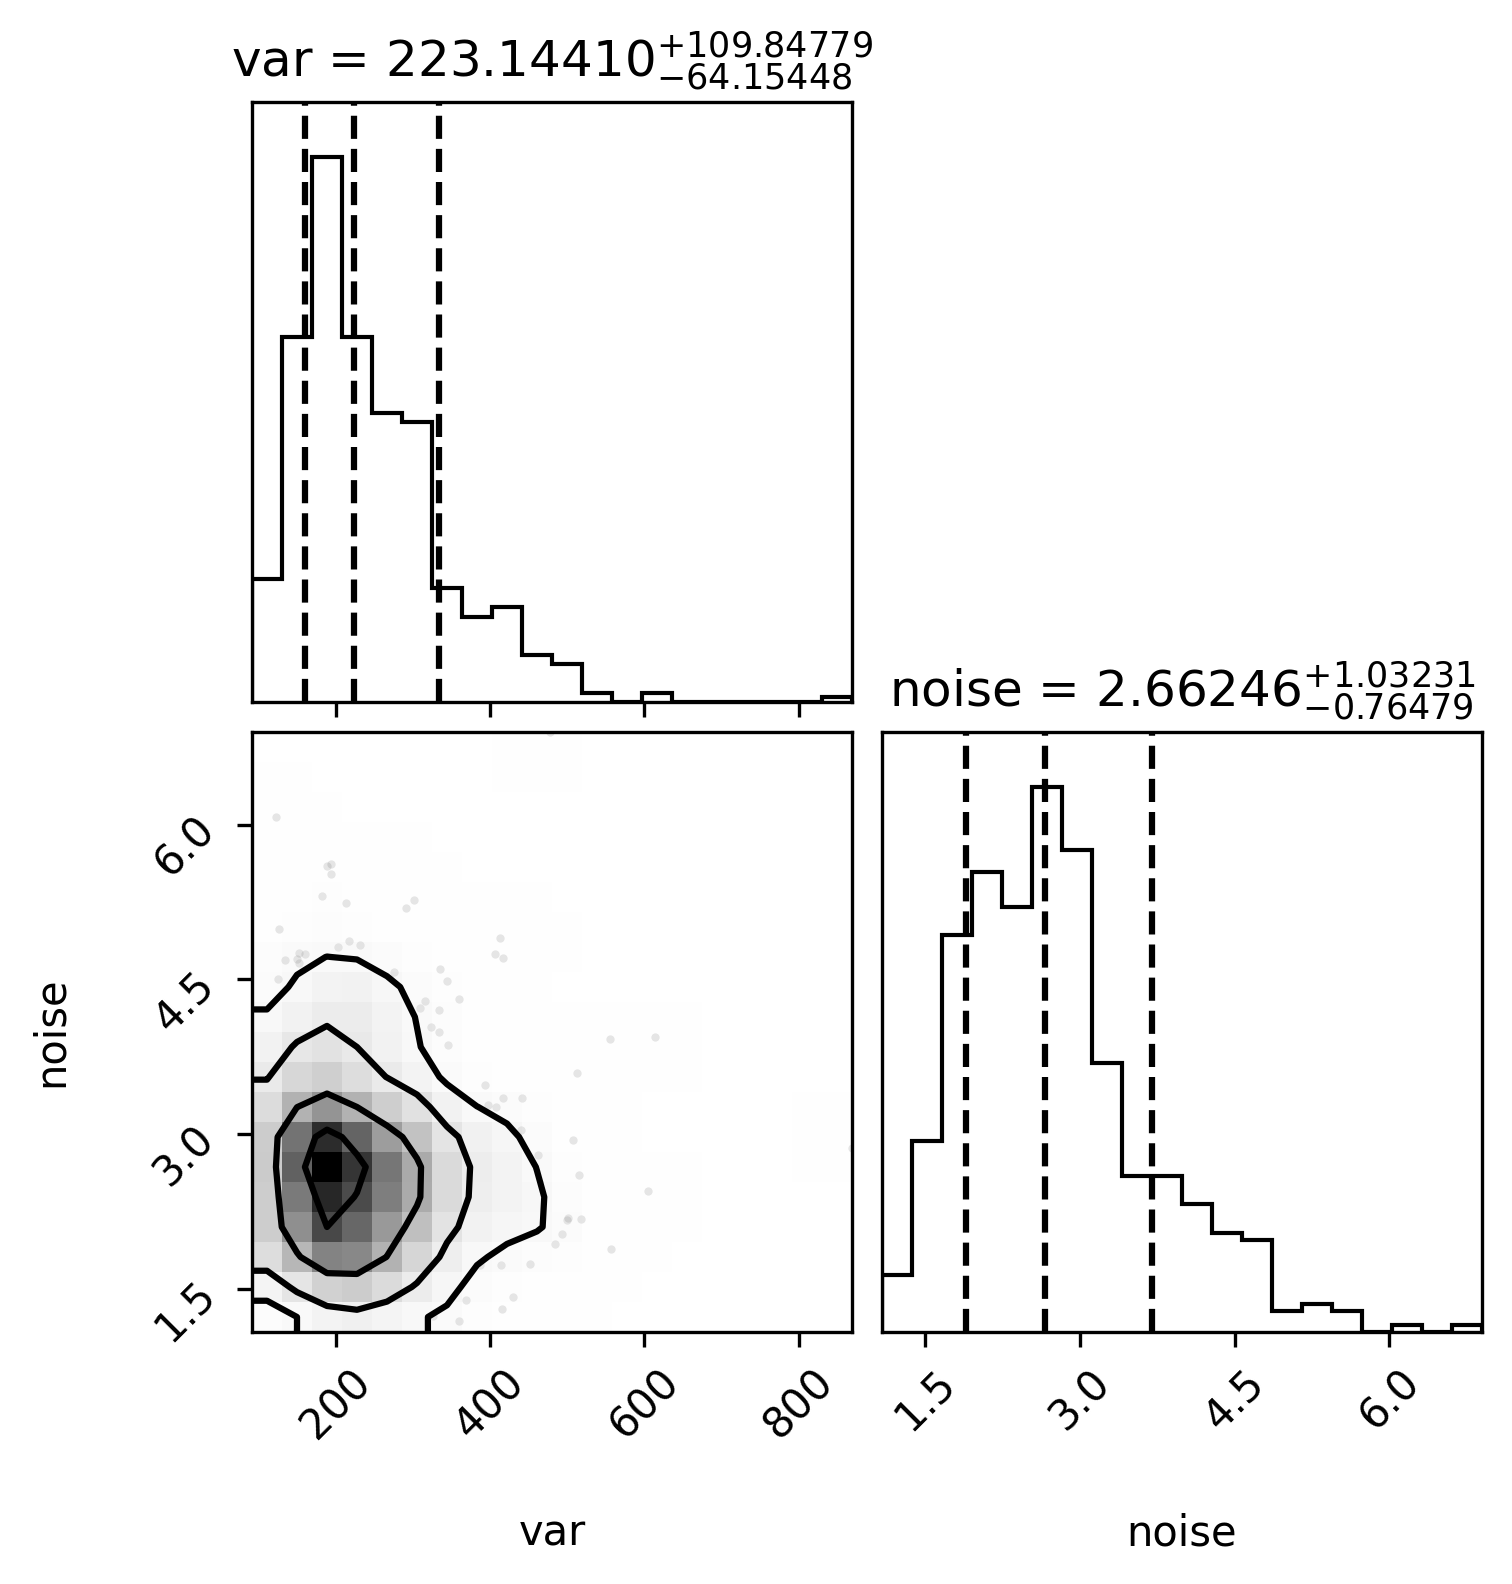 var = 223.14410+109.84779−64.15448
noise = 2.66246+1.03231−0.76479
6.0
4.5
noise
3.0
1.5
200 400 600 800
1.5 3.0 4.5 6.0
var
noise